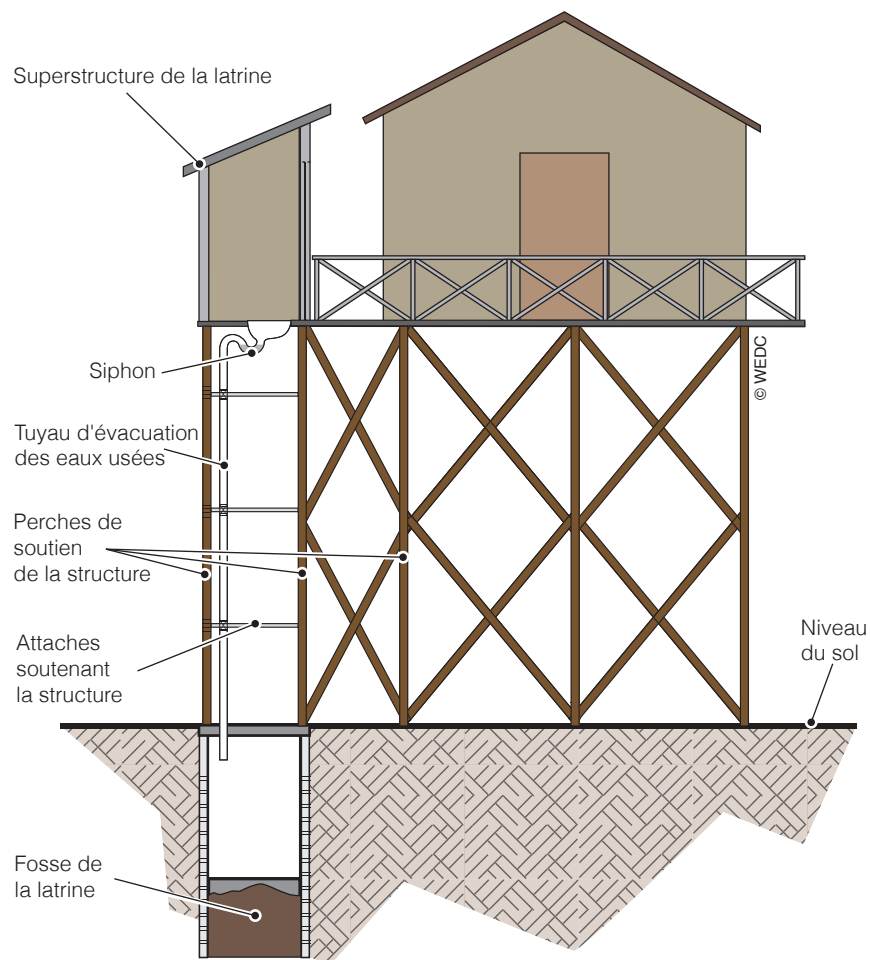 Superstructure de la latrine
Siphon
© WEDC
Tuyau d'évacuation
des eaux usées
Perches de
soutien
de la structure
Attaches
soutenant
la structure
Niveau
du sol
Fosse de
la latrine